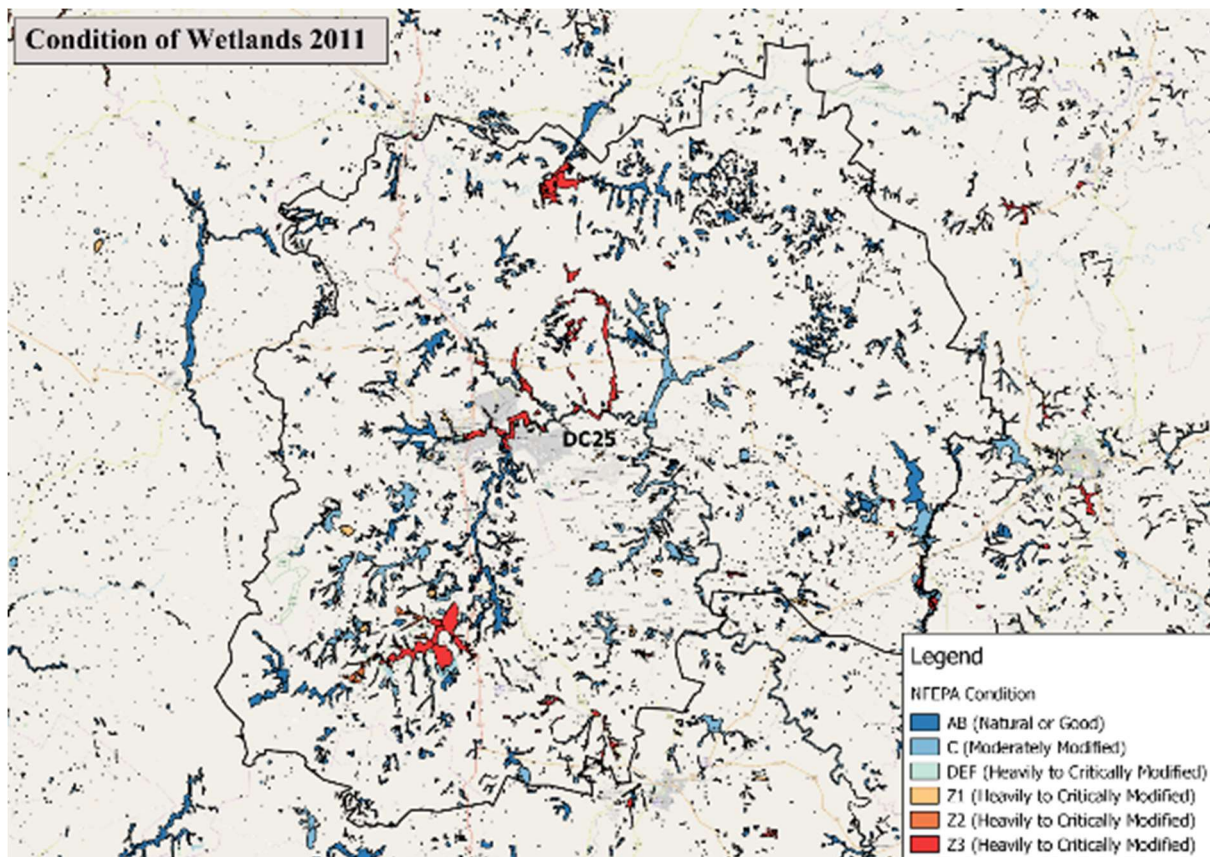 Condition of Wetlands 2011
DC25
Legend
NFEPA Condition
AB (Natural or Good)
C (Moderately Modified)
DEF (Heavily to Critically Modified)
Z1 (Heavily to Critically Modified)
Z2 (Heavily to Critically Modified)
Z3 (Heavily to Critically Modified)